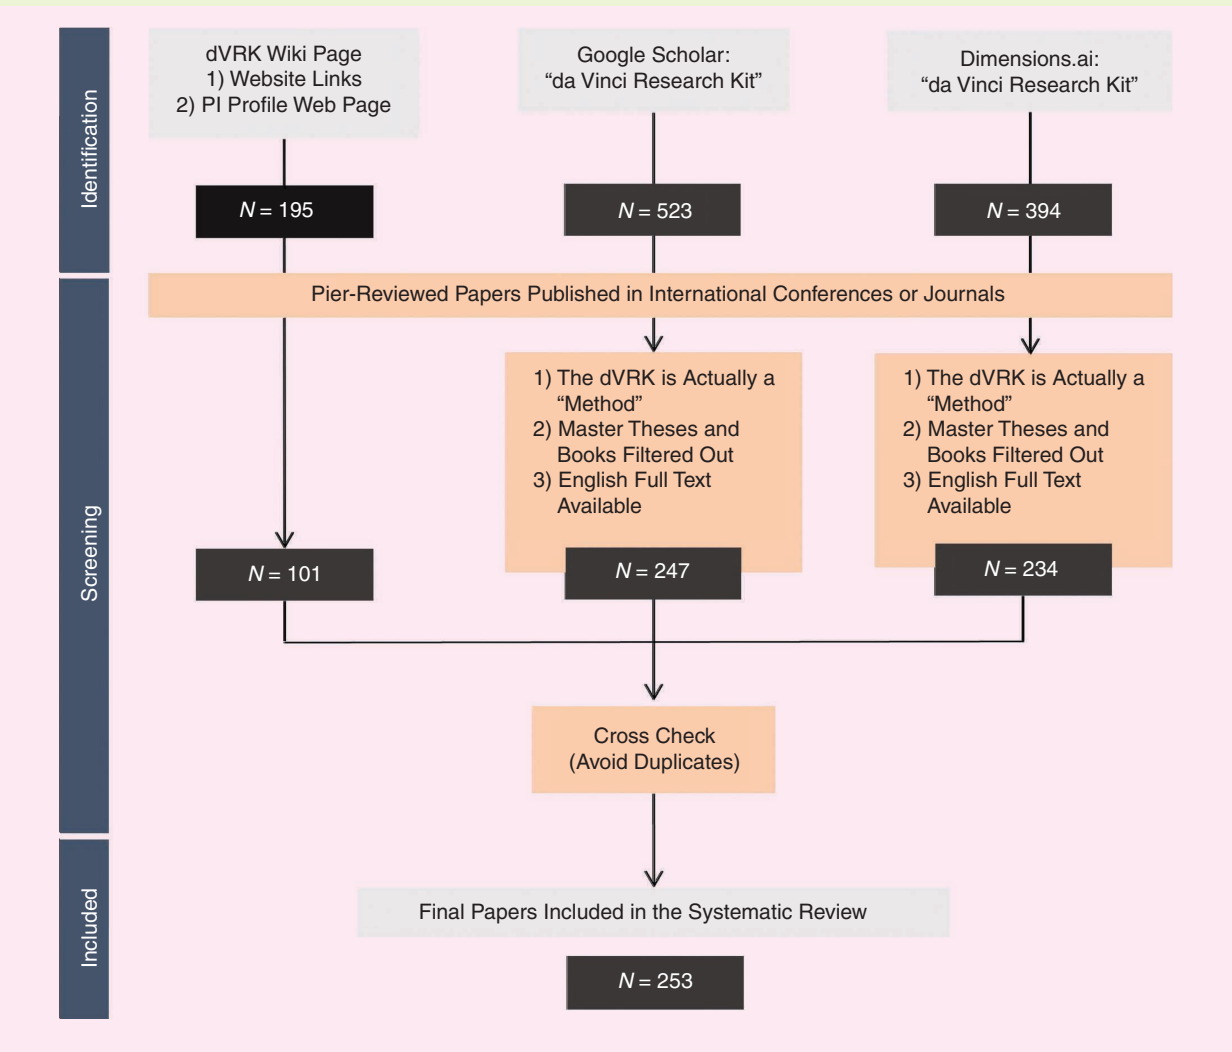 Identification
dVRK Wiki Page
1) Website Links
2) PI Profile Web Page
Google Scholar:
“da Vinci Research Kit”
Dimensions.ai:
“da Vinci Research Kit”
N = 195
N = 523
N = 394
Screening
Pier-Reviewed Papers Published in International Conferences or Journals
1) The dVRK is Actually a
“Method”
2) Master Theses and
Books Filtered Out
3) English Full Text
Available
1) The dVRK is Actually a
“Method”
2) Master Theses and
Books Filtered Out
3) English Full Text
Available
N = 101
N = 247
N = 234
Cross Check
(Avoid Duplicates)
Included
Final Papers Included in the Systematic Review
N = 253